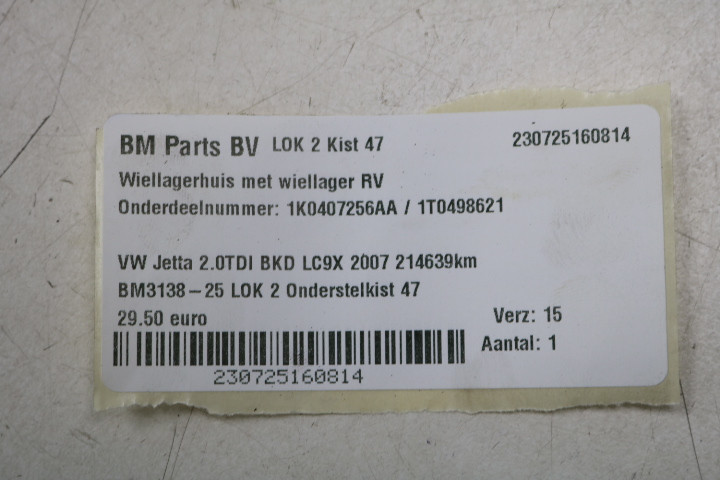 BM Parts BV LOK 2 Kist 47 230725160814
Wiellagerhuis met wiellager RV
Onderdeelnummer: 1K0407256AA / 1T0498621
VW Jetta 2.0TDI BKD LC9X 2007 214639km
BM3138-25 LOK 2 Onderstelkist 47
29.50 euro Verz: 15
Aantal: 1
230725160814